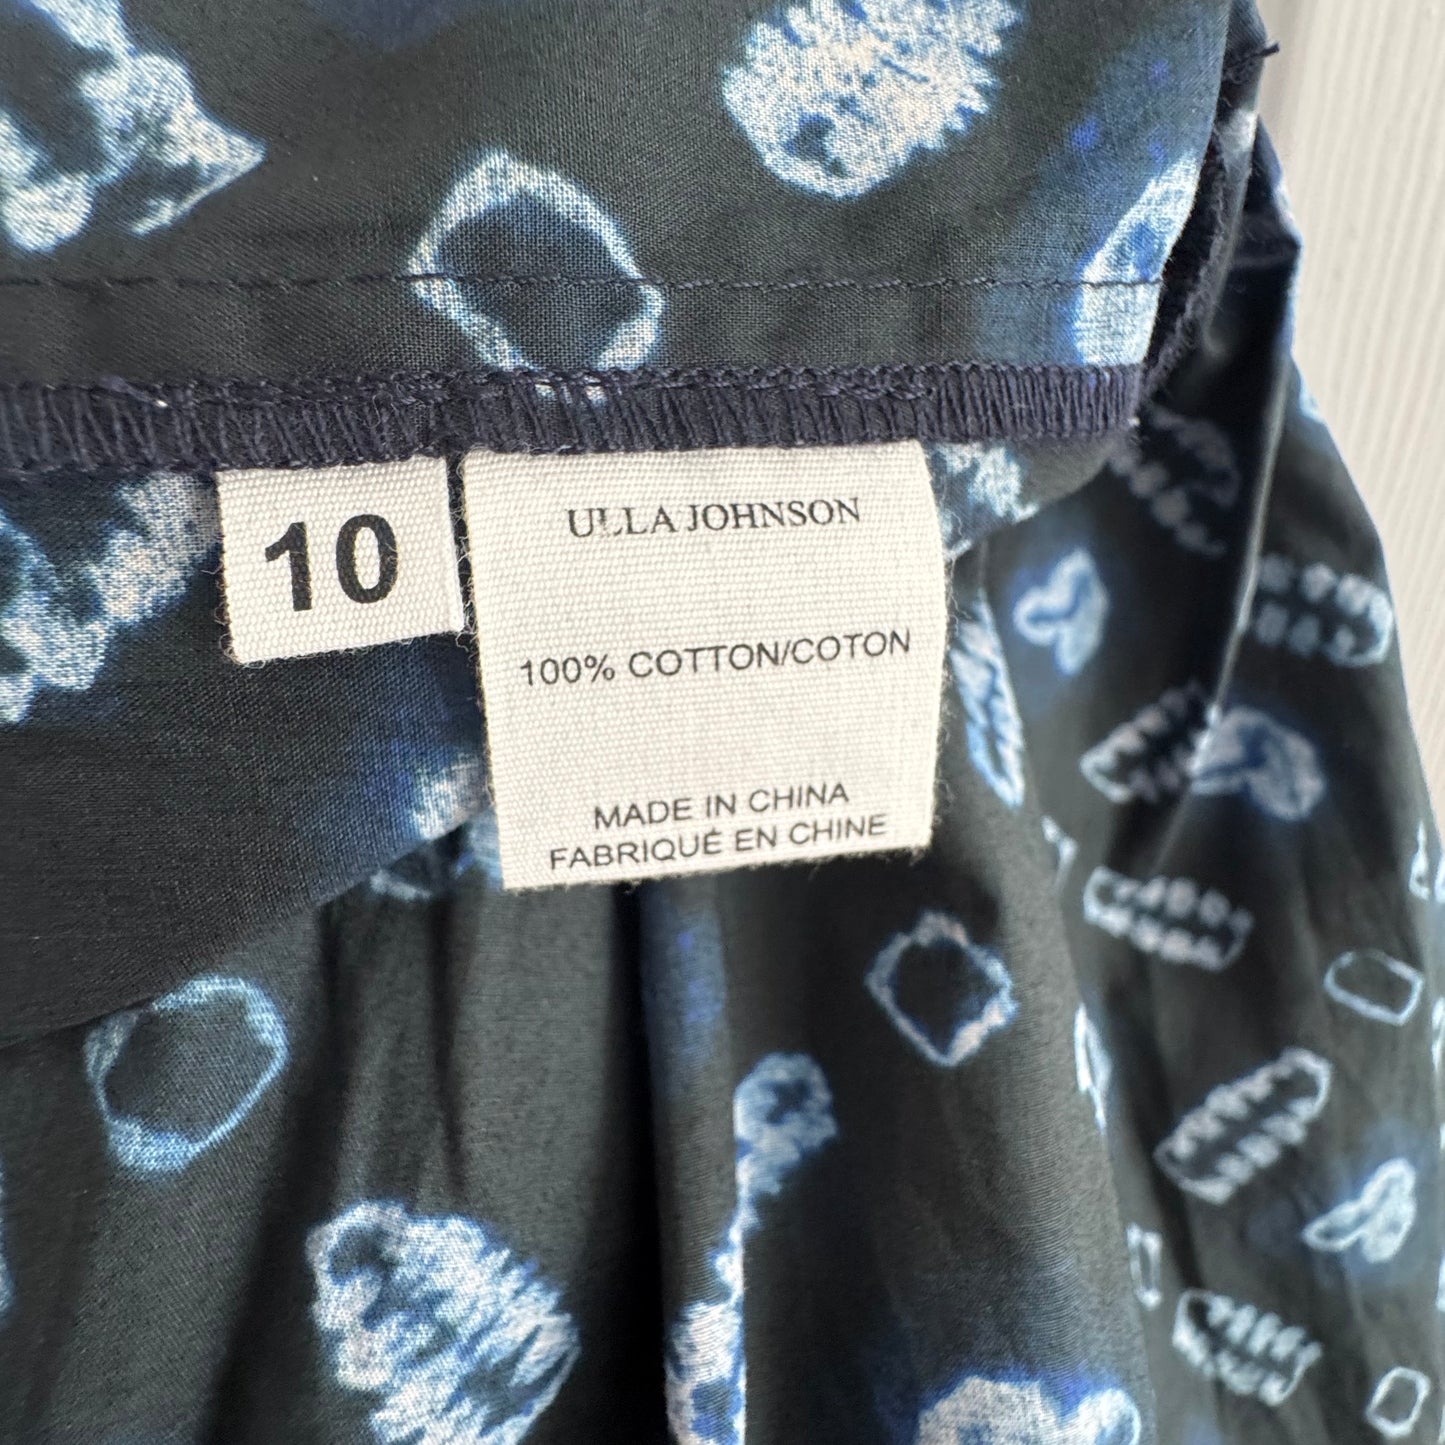 10
ULLA JOHNSON
100% COTTON/COTON
MADE IN CHINA
FABRIQUÉ EN CHINE